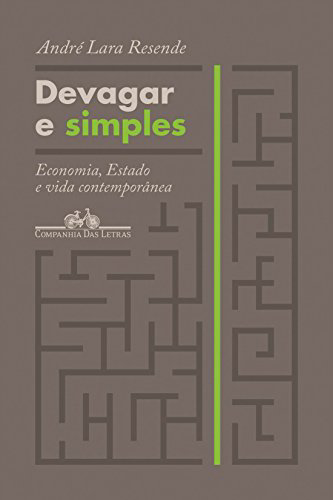 André Lara Resende
Devagar
e simples
Economia, Estado
e vida contemporânea
COMPANHIA DAS LETRAS